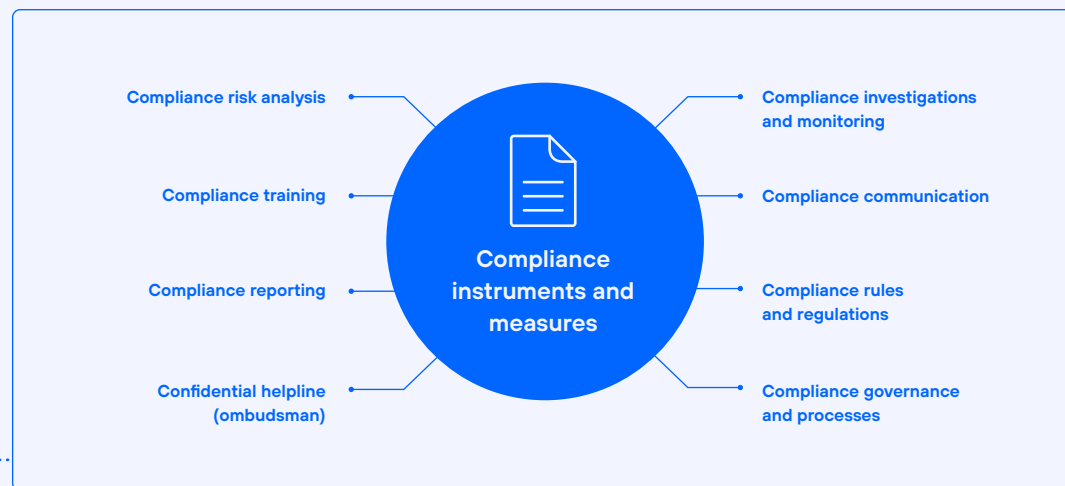 Compliance risk analysis
Compliance training
Compliance reporting
Confidential helpline
(ombudsman)
Compliance
instruments and
measures
Compliance investigations
and monitoring
Compliance communication
Compliance rules
and regulations
Compliance governance
and processes